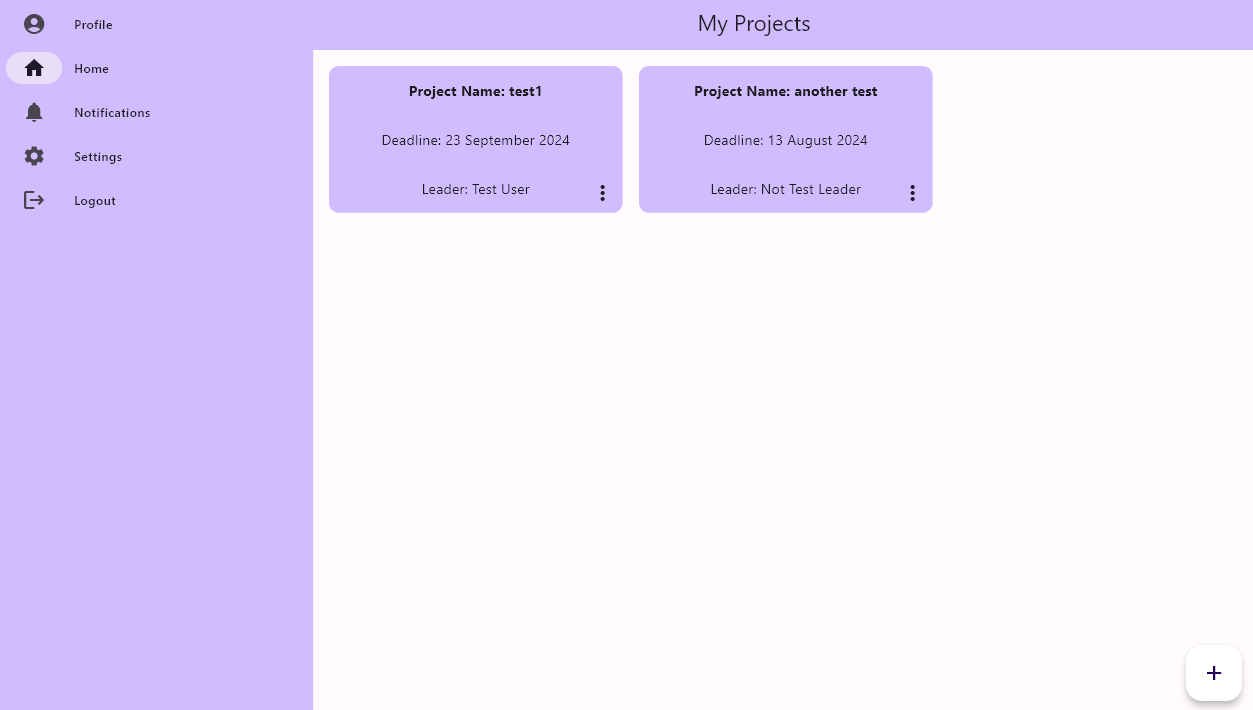 Profile
Home
Notifications
Settings
Logout
My Projects
Project Name: test1
Deadline: 23 September 2024
Leader: Test User
Project Name: another test
Deadline: 13 August 2024
Leader: Not Test Leader